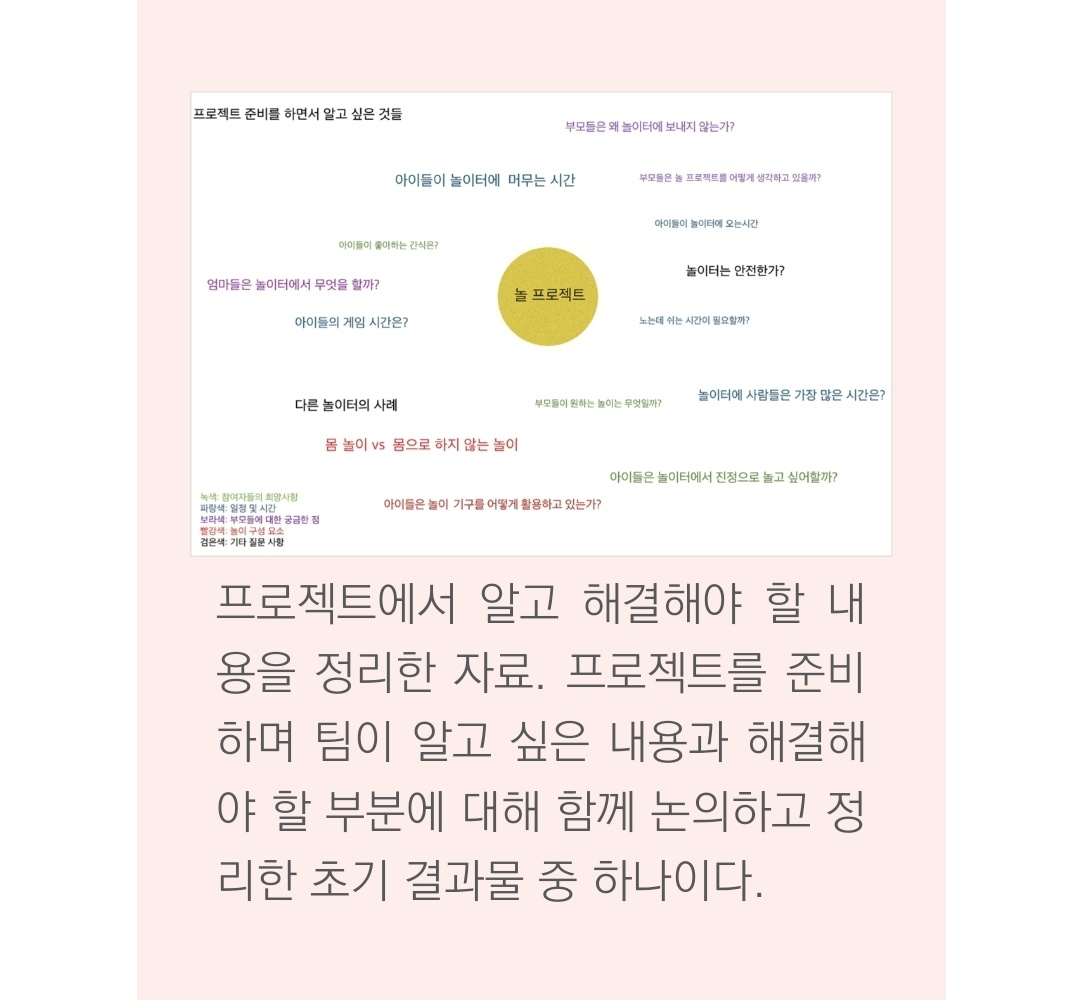 프로젝트 준비를 하면서 알고 싶은 것들
부모들은 왜 놀이터에 보내지 않는가?
아이들이 놀이터에 머무는 시간
부모들은 놀 프로젝트를 어떻게 생각하고 있을까?
아이들이 놀이터에 오는시간
아이들이 좋아하는 간식은?
놀이터는 안전한가?
엄마들은 놀이터에서 무엇을 할까?
놀 프로젝트
아이들의 게임 시간은?
노는데 쉬는 시간이 필요할까?
놀이터에 사람들은 가장 많은 시간은?
다른 놀이터의 사례
부모들이 원하는 놀이는 무엇일까?
몸 놀이 vs 몸으로 하지 않는 놀이
아이들은 놀이터에서 진정으로 놀고 싶어할까?
아이들은 놀이 기구를 어떻게 활용하고 있는가?
녹색: 참여자들의 희망사항
파랑색: 일정 및 시간
보라색: 부모들에 대한 궁금한 점
빨강색: 놀이 구성 요소
검은색: 기타 질문 사항
프로젝트에서 알고 해결해야 할 내
용을 정리한 자료. 프로젝트를 준비
하며 팀이 알고 싶은 내용과 해결해
야 할 부분에 대해 함께 논의하고 정
리한 초기 결과물 중 하나이다.